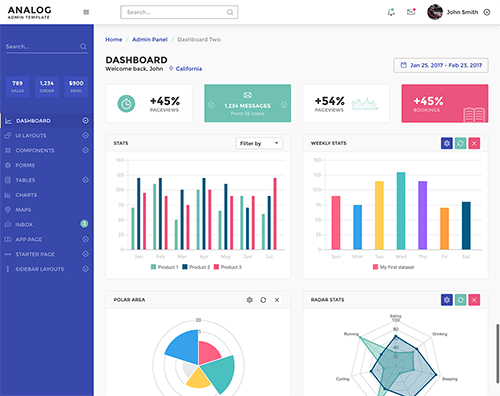 ANALOG
ADMIN TEMPLATE
Search...
John Smith
Search...
789 1,234 $900
SALES ORDER SEND
DASHBOARD
UI LAYOUTS
COMPONENTS
FORMS
TABLES
CHARTS
MAPS
INBOX
APP PAGE
STARTER PAGE
SIDEBAR LAYOUTS
Home / Admin Panel / Dashboard Two
DASHBOARD
Welcome back, John California
Jan 25, 2017 - Feb 23, 2017
+45%
PAGEVIEWS
1,234 MESSAGES
From 56 Users
+54%
PAGEVIEWS
+45%
BOOKINGS
STATS Filter by
150
125
100
75
50
25
0
Jan Feb Mar Apr May Jun Jul
Product 1 Product 2 Product 3
WEEKLY STATS
150
125
100
75
50
25
0
Sun Mon Tue Wed Thu Fri Sat
My First dataset
POLAR AREA
20
15
RADAR STATS
Eating
100
80
Running Drinking
Cycling Sleeping